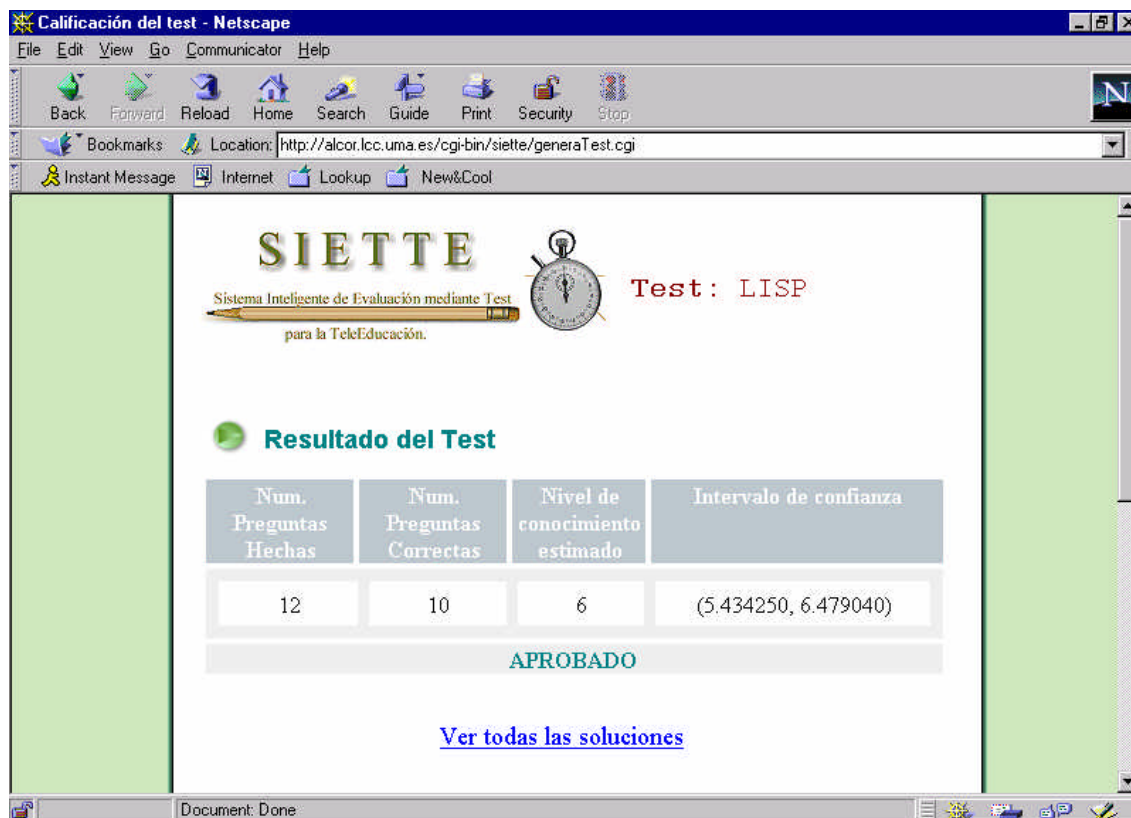 Calificación del test - Netscape
File Edit View Go Communicator Help
Back Forward Reload Home Search Guide Print Security Stop
N
Bookmarks Location: http://alcor.lcc.uma.es/cgi-bin/siette/generaTest.cgi
Instant Message Internet Lookup New&Cool
SIETTE
Sistema Inteligente de Evaluación mediante Test
para la TeleEducación.
Test: LISP
Resultado del Test
Num. Preguntas Hechas
Num. Preguntas Correctas
Nivel de conocimiento estimado
Intervalo de confianza
12 10 6 (5.434250, 6.479040)
APROBADO
Ver todas las soluciones
Document: Done